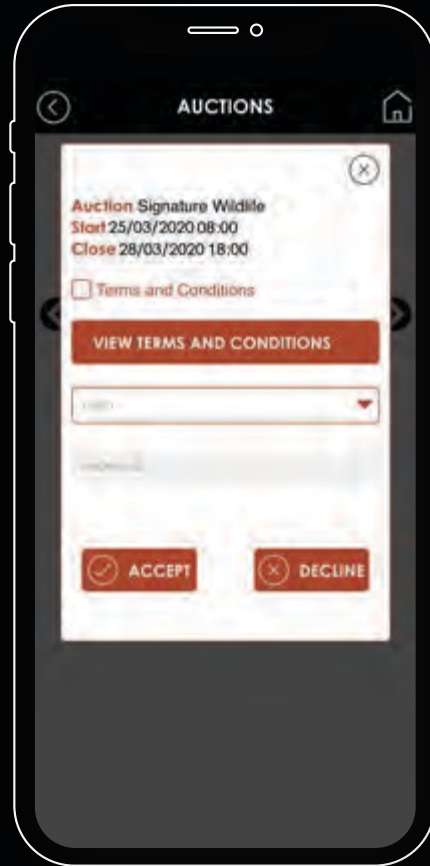 AUCTIONS
Auction Signature Wildlife
Start 25/03/2020 08:00
Close 28/03/2020 18:00
Terms and Conditions
VIEW TERMS AND CONDITIONS
ACCEPT
DECLINE